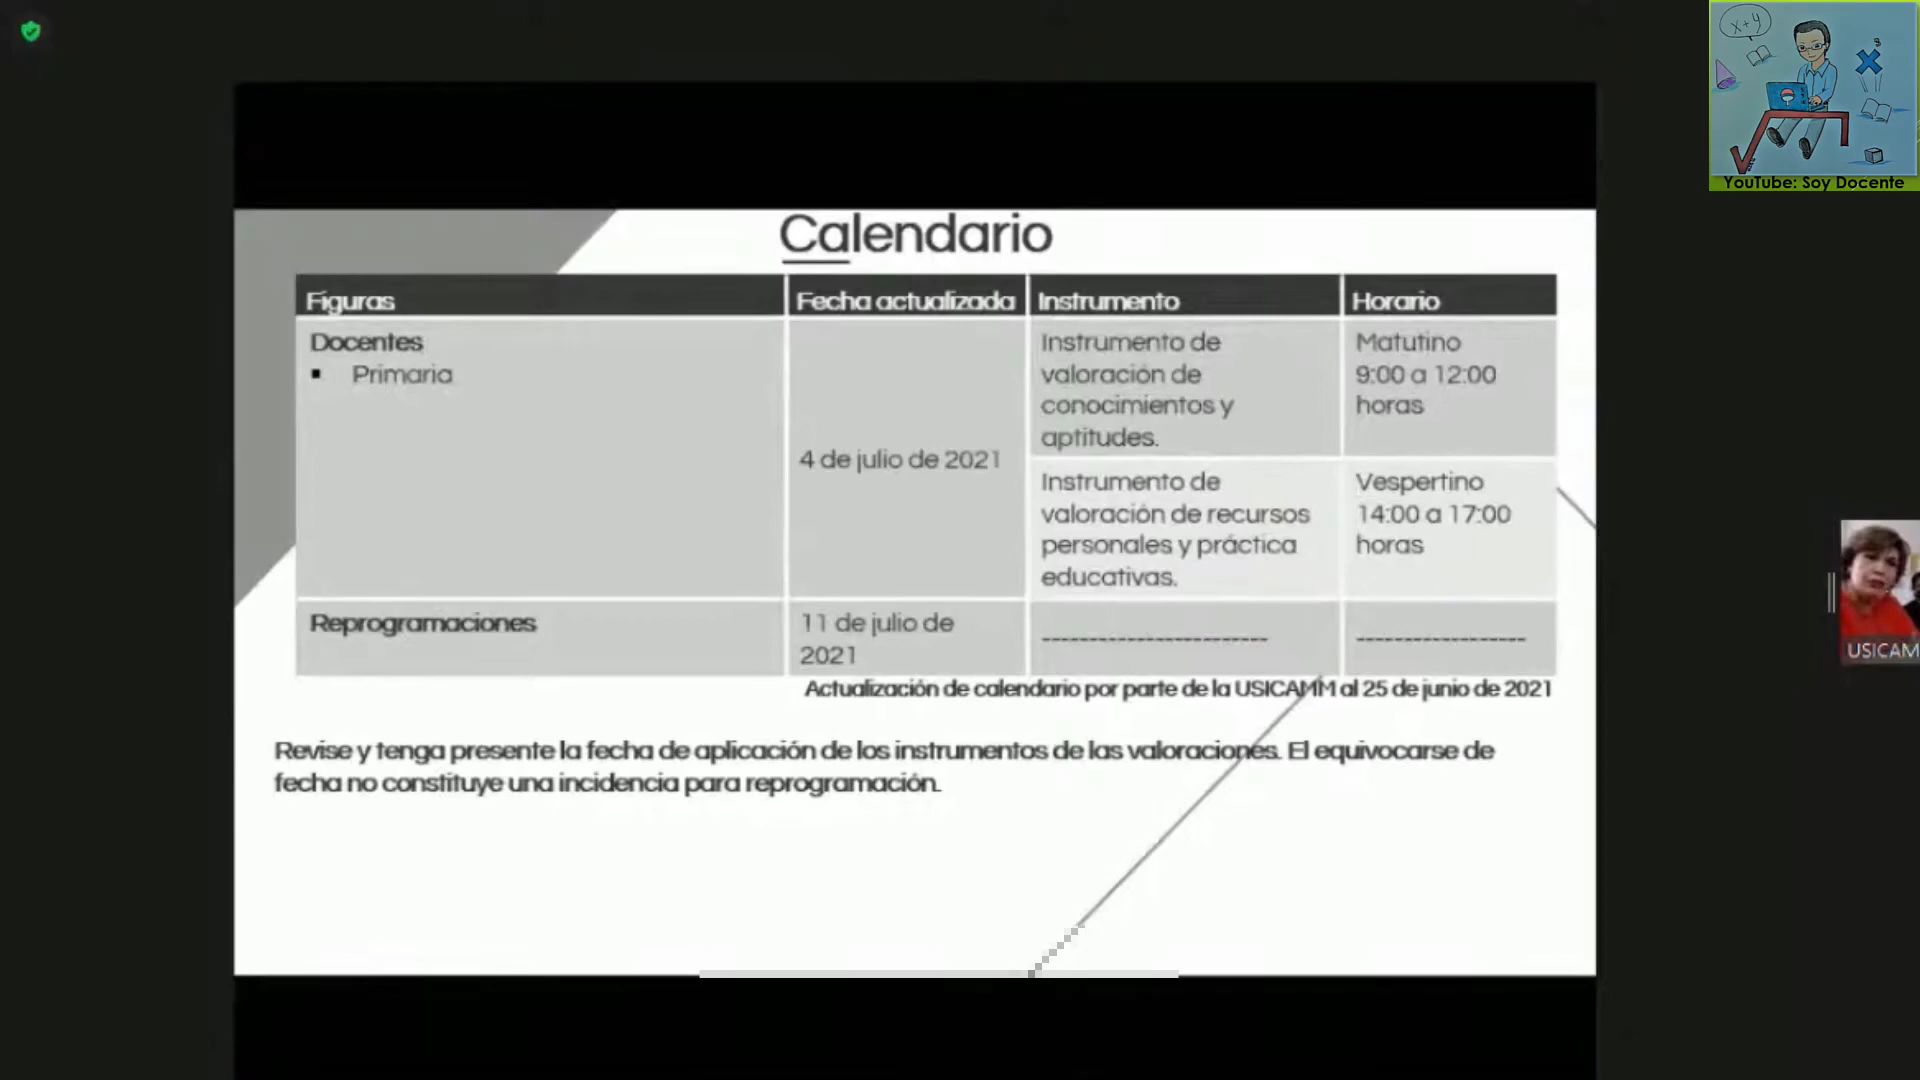 x+y
3
YouTube: Soy Docente
Calendario
Figuras
Fecha actualizada
Instrumento
Horario
Docentes
▪ Primaria
4 de julio de 2021
Instrumento de
valoración de
conocimientos y
aptitudes.
Matutino
9:00 a 12:00
horas
Instrumento de
valoración de recursos
personales y práctica
educativas.
Vespertino
14:00 a 17:00
horas
Reprogramaciones
11 de julio de
2021
------------------------
------------------
Actualización de calendario por parte de la USICAMM al 25 de junio de 2021
Revise y tenga presente la fecha de aplicación de los instrumentos de las valoraciones. El equivocarse de
fecha no constituye una incidencia para reprogramación.
USICAM